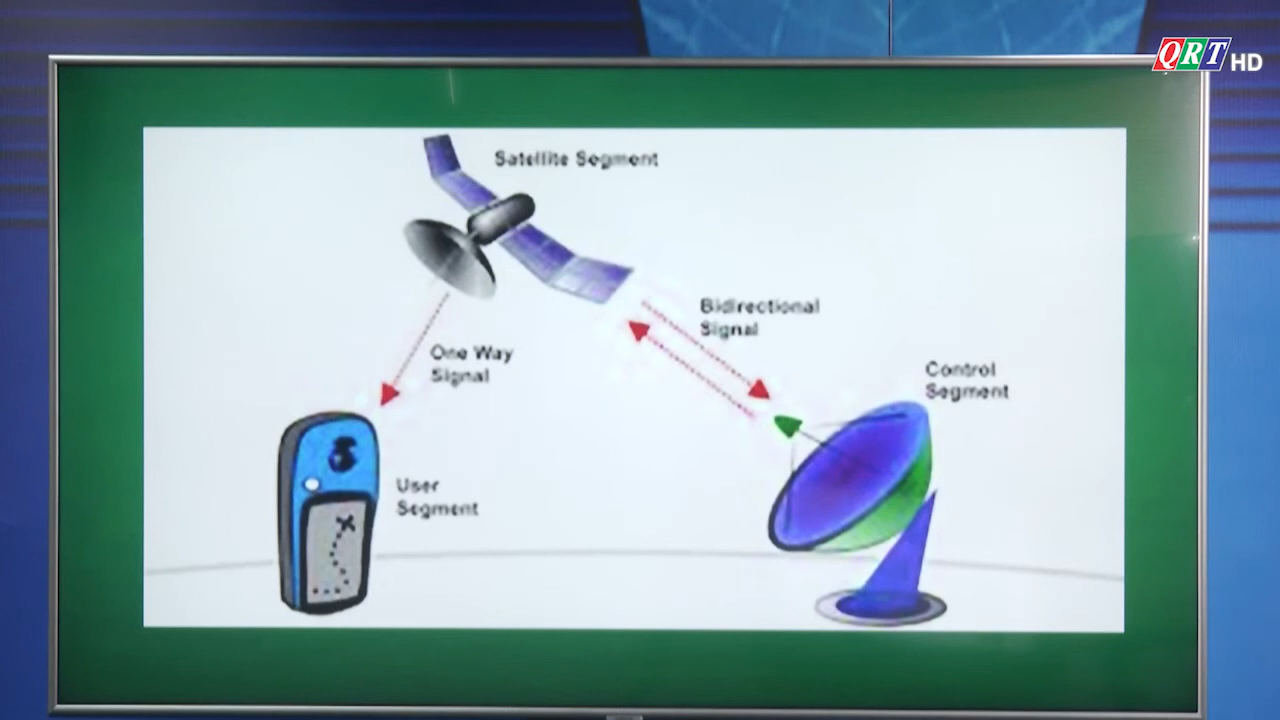 QRT HD
Satellite Segment
Bidirectional
Signal
One Way
Signal
Control
Segment
User
Segment